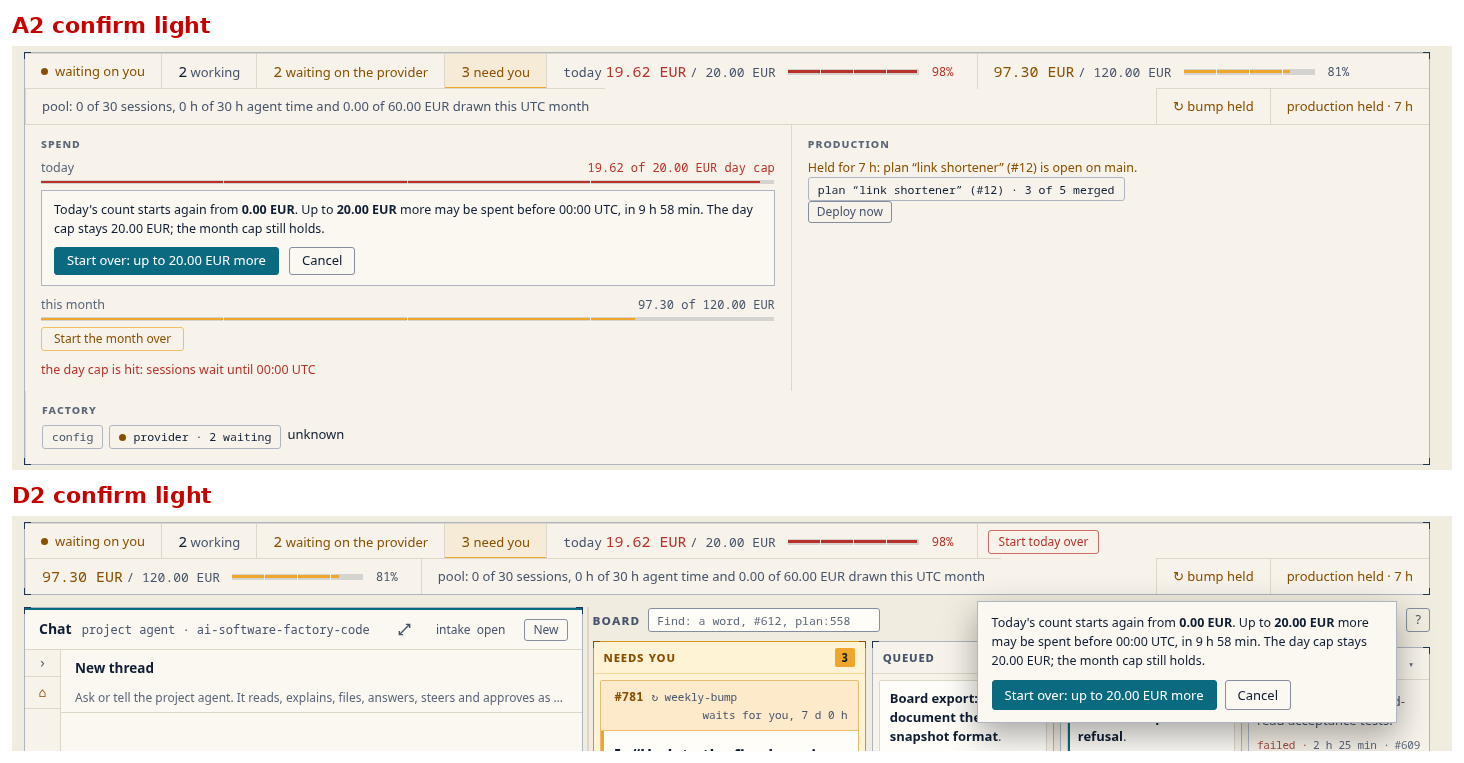 A2 confirm light
waiting on you
2 working
2 waiting on the provider
3 need you
today 19.62 EUR / 20.00 EUR 98%
97.30 EUR / 120.00 EUR 81%
pool: 0 of 30 sessions, 0 h of 30 h agent time and 0.00 of 60.00 EUR drawn this UTC month
↻ bump held
production held · 7 h
SPEND
today 19.62 of 20.00 EUR day cap
Today's count starts again from 0.00 EUR. Up to 20.00 EUR more may be spent before 00:00 UTC, in 9 h 58 min. The day
cap stays 20.00 EUR; the month cap still holds.
Start over: up to 20.00 EUR more
Cancel
this month 97.30 of 120.00 EUR
Start the month over
the day cap is hit: sessions wait until 00:00 UTC
PRODUCTION
Held for 7 h: plan “link shortener” (#12) is open on main.
plan “link shortener” (#12) · 3 of 5 merged
Deploy now
FACTORY
config
provider · 2 waiting
unknown
D2 confirm light
waiting on you
2 working
2 waiting on the provider
3 need you
today 19.62 EUR / 20.00 EUR 98%
Start today over
97.30 EUR / 120.00 EUR 81%
pool: 0 of 30 sessions, 0 h of 30 h agent time and 0.00 of 60.00 EUR drawn this UTC month
↻ bump held
production held · 7 h
Chat project agent · ai-software-factory-code
intake open
New
New thread
Ask or tell the project agent. It reads, explains, files, answers, steers and approves as ...
BOARD
Find: a word, #612, plan:558
?
NEEDS YOU 3
#781 ↻ weekly-bump
waits for you, 7 d 0 h
QUEUED
Board export:
document the
snapshot format.
Today's count starts again from 0.00 EUR. Up to 20.00 EUR more
may be spent before 00:00 UTC, in 9 h 58 min. The day cap stays
20.00 EUR; the month cap still holds.
Start over: up to 20.00 EUR more
Cancel
refusal.
failed · 2 h 25 min · #609